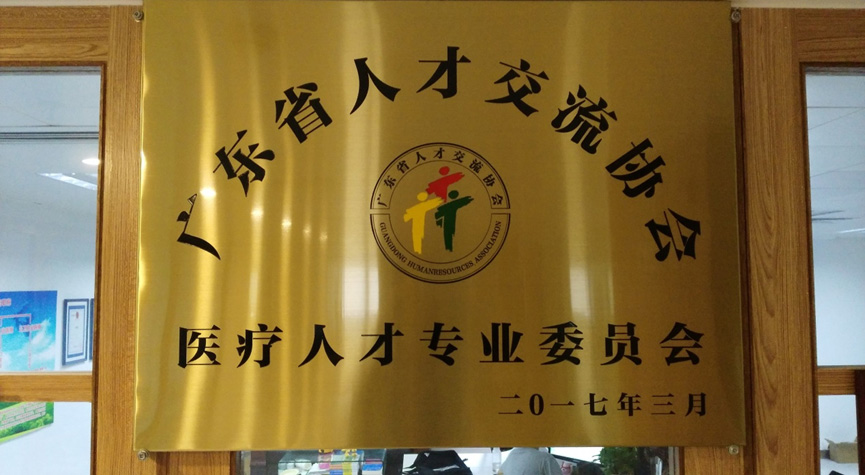 广东省人才交流协会
广东省人才交流协会
GUANGDONG HUMANRESOURCES ASSOCIATION
医疗人才专业委员会
二0一七年三月